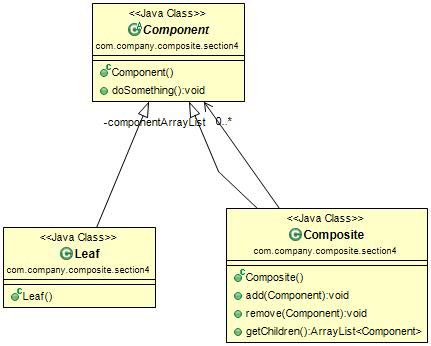 <<Java Class>>
Component
com.company.composite.section4
Component()
doSomething():void
-componentArrayList 0..*
<<Java Class>>
Leaf
com.company.composite.section4
Leaf()
<<Java Class>>
Composite
com.company.composite.section4
Composite()
add(Component):void
remove(Component):void
getChildren():ArrayList<Component>